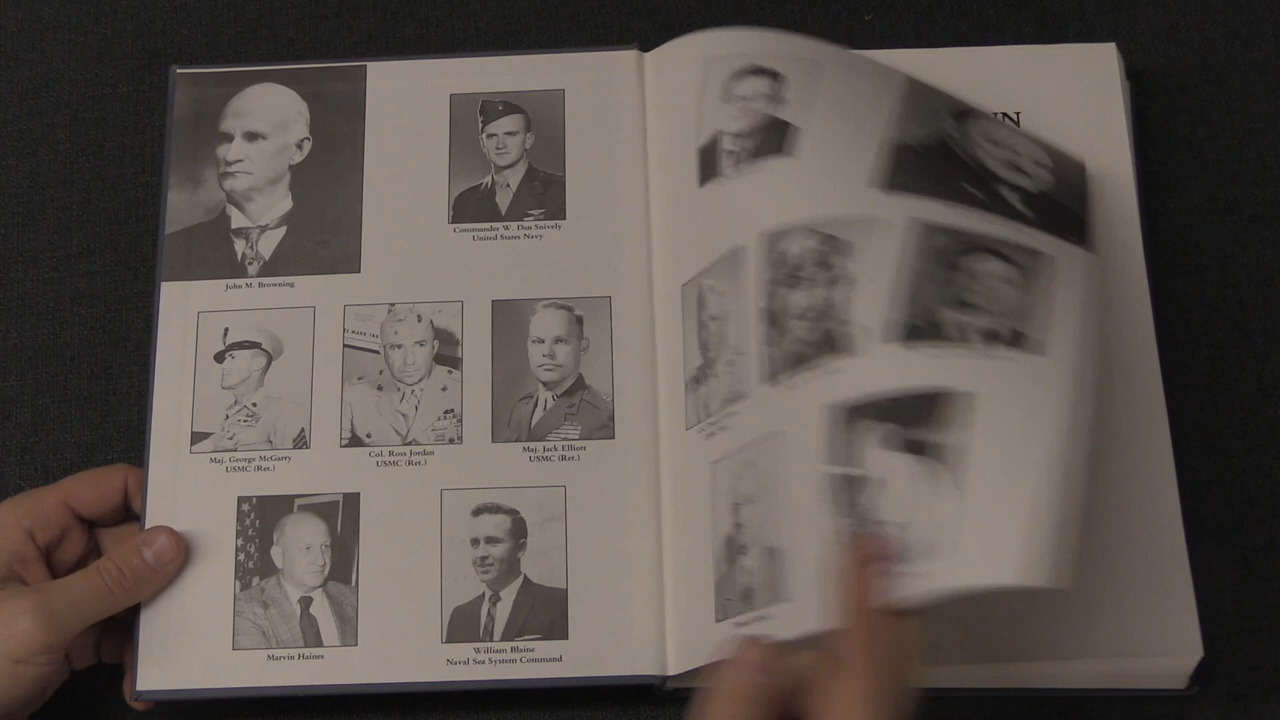 John M. Browning
Commander W. Dan Snively
United States Navy
Maj. George McGarry
USMC (Ret.)
Col. Ross Jordan
USMC (Ret.)
Maj. Jack Elliott
USMC (Ret.)
Marvin Haines
William Blaine
Naval Sea System Command